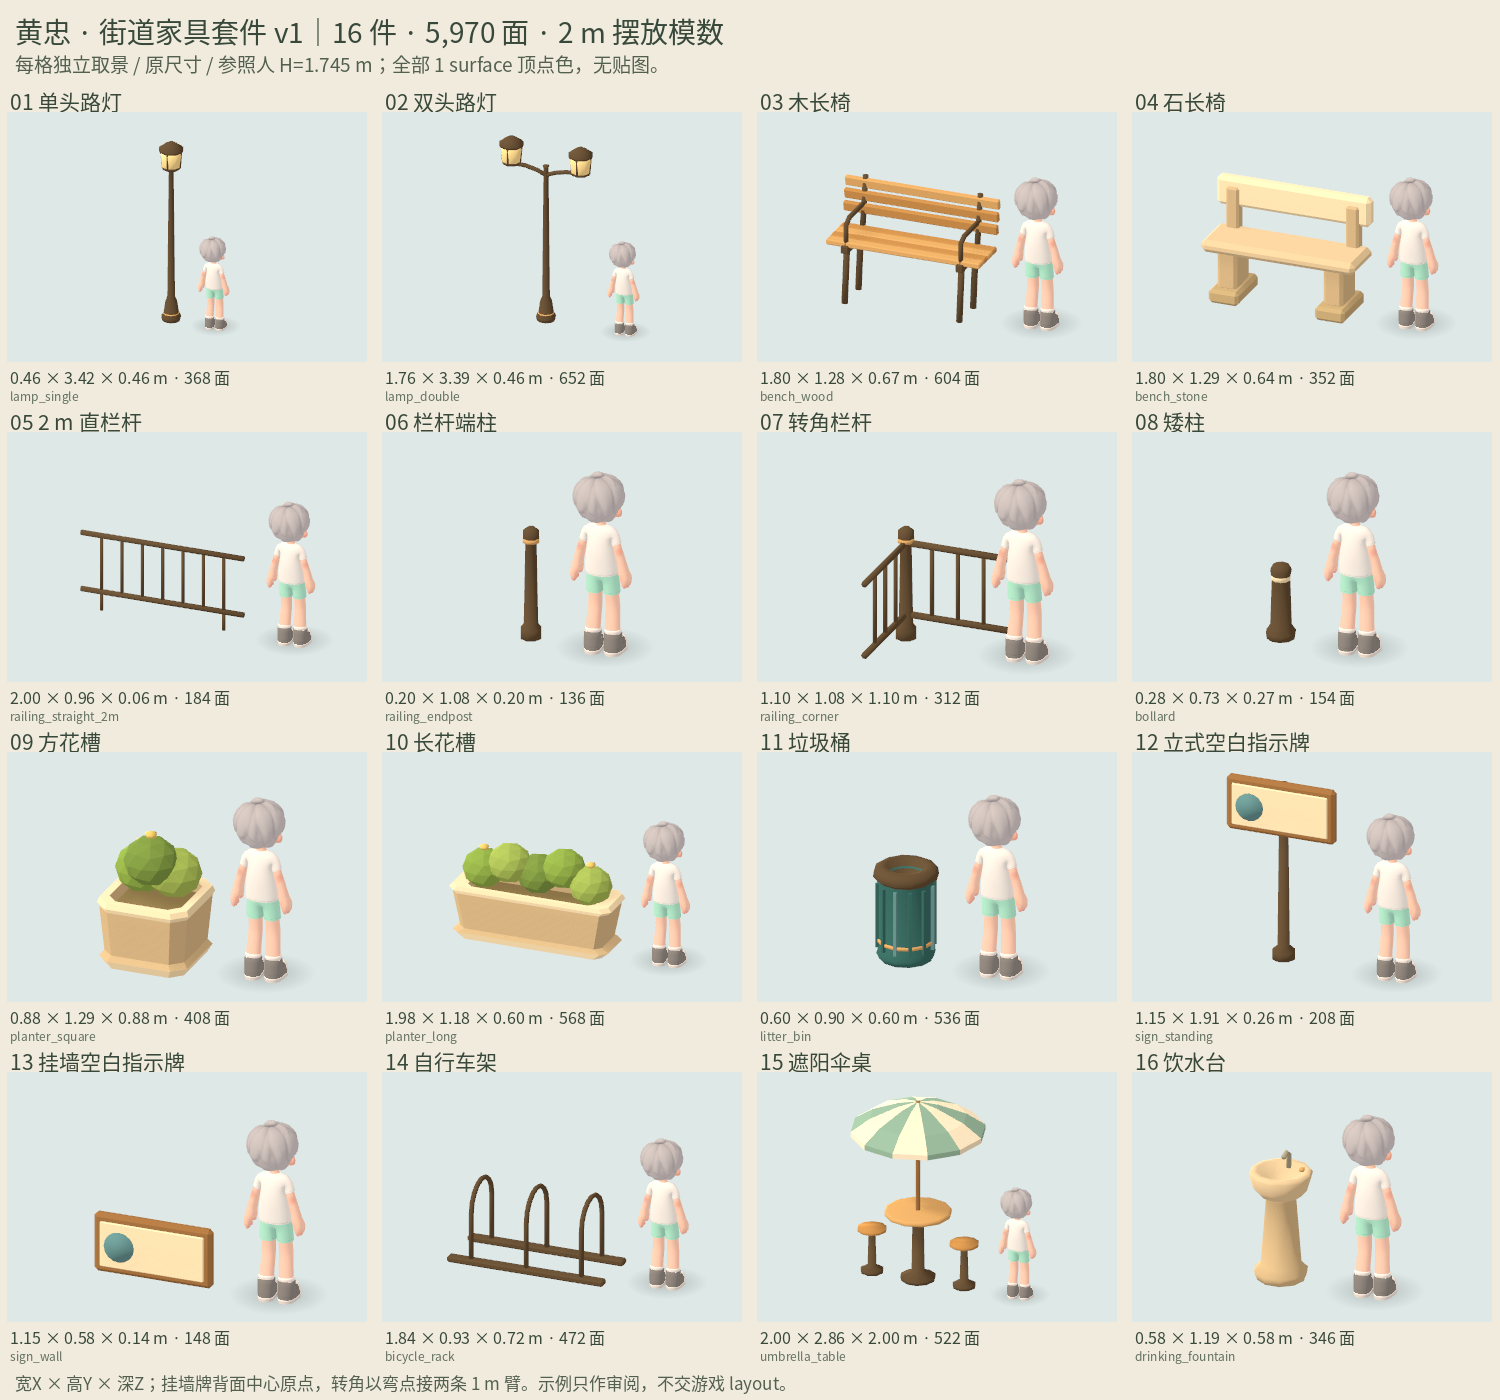 黄忠 · 街道家具套件 v1｜16 件 · 5,970 面 · 2 m 摆放模数
每格独立取景 / 原尺寸 / 参照人 H=1.745 m；全部 1 surface 顶点色，无贴图。
01 单头路灯
02 双头路灯
03 木长椅
04 石长椅
0.46 × 3.42 × 0.46 m · 368 面
1.76 × 3.39 × 0.46 m · 652 面
1.80 × 1.28 × 0.67 m · 604 面
1.80 × 1.29 × 0.64 m · 352 面
lamp_single
lamp_double
bench_wood
bench_stone
05 2 m 直栏杆
06 栏杆端柱
07 转角栏杆
08 矮柱
2.00 × 0.96 × 0.06 m · 184 面
0.20 × 1.08 × 0.20 m · 136 面
1.10 × 1.08 × 1.10 m · 312 面
0.28 × 0.73 × 0.27 m · 154 面
railing_straight_2m
railing_endpost
railing_corner
bollard
09 方花槽
10 长花槽
11 垃圾桶
12 立式空白指示牌
0.88 × 1.29 × 0.88 m · 408 面
1.98 × 1.18 × 0.60 m · 568 面
0.60 × 0.90 × 0.60 m · 536 面
1.15 × 1.91 × 0.26 m · 208 面
planter_square
planter_long
litter_bin
sign_standing
13 挂墙空白指示牌
14 自行车架
15 遮阳伞桌
16 饮水台
1.15 × 0.58 × 0.14 m · 148 面
1.84 × 0.93 × 0.72 m · 472 面
2.00 × 2.86 × 2.00 m · 522 面
0.58 × 1.19 × 0.58 m · 346 面
sign_wall
bicycle_rack
umbrella_table
drinking_fountain
宽X × 高Y × 深Z；挂墙牌背面中心原点，转角以弯点接两条 1 m 臂。示例只作审阅，不交游戏 layout。